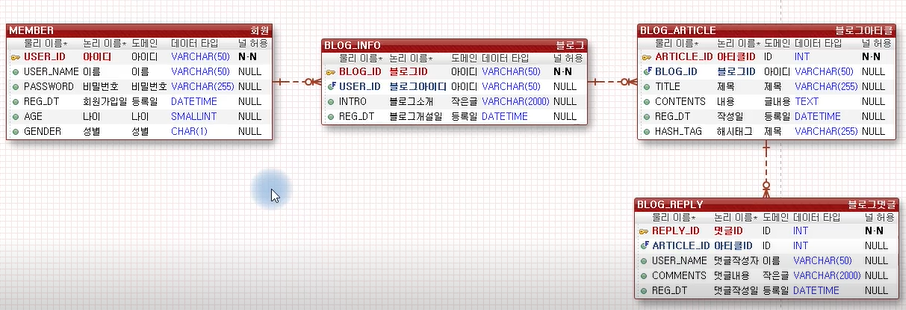 MEMBER 회원
물리 이름* 논리 이름* 도메인 데이터 타입 널 허용
USER_ID 아이디 아이디 VARCHAR(50) N·N
USER_NAME 이름 이름 VARCHAR(50) NULL
PASSWORD 비밀번호 비밀번호 VARCHAR(255) NULL
REG_DT 회원가입일 등록일 DATETIME NULL
AGE 나이 나이 SMALLINT NULL
GENDER 성별 성별 CHAR(1) NULL
BLOG_INFO 블로그
물리 이름* 논리 이름* 도메인 데이터 타입 널 허용
BLOG_ID 블로그ID 아이디 VARCHAR(50) N·N
USER_ID 블로그아이디 아이디 VARCHAR(50) NULL
INTRO 블로그소개 작은글 VARCHAR(2000) NULL
REG_DT 블로그개설일 등록일 DATETIME NULL
BLOG_ARTICLE 블로그아티클
물리 이름* 논리 이름* 도메인 데이터 타입 널 허용
ARTICLE_ID 아티클ID ID INT N·N
BLOG_ID 블로그ID 아이디 VARCHAR(50) NULL
TITLE 제목 제목 VARCHAR(255) NULL
CONTENTS 내용 글내용 TEXT NULL
REG_DT 작성일 등록일 DATETIME NULL
HASH_TAG 해시태그 제목 VARCHAR(255) NULL
BLOG_REPLY 블로그댓글
물리 이름* 논리 이름* 도메인 데이터 타입 널 허용
REPLY_ID 댓글ID ID INT N·N
ARTICLE_ID 아티클ID ID INT NULL
USER_NAME 댓글작성자 이름 VARCHAR(50) NULL
COMMENTS 댓글내용 작은글 VARCHAR(2000) NULL
REG_DT 댓글작성일 등록일 DATETIME NULL